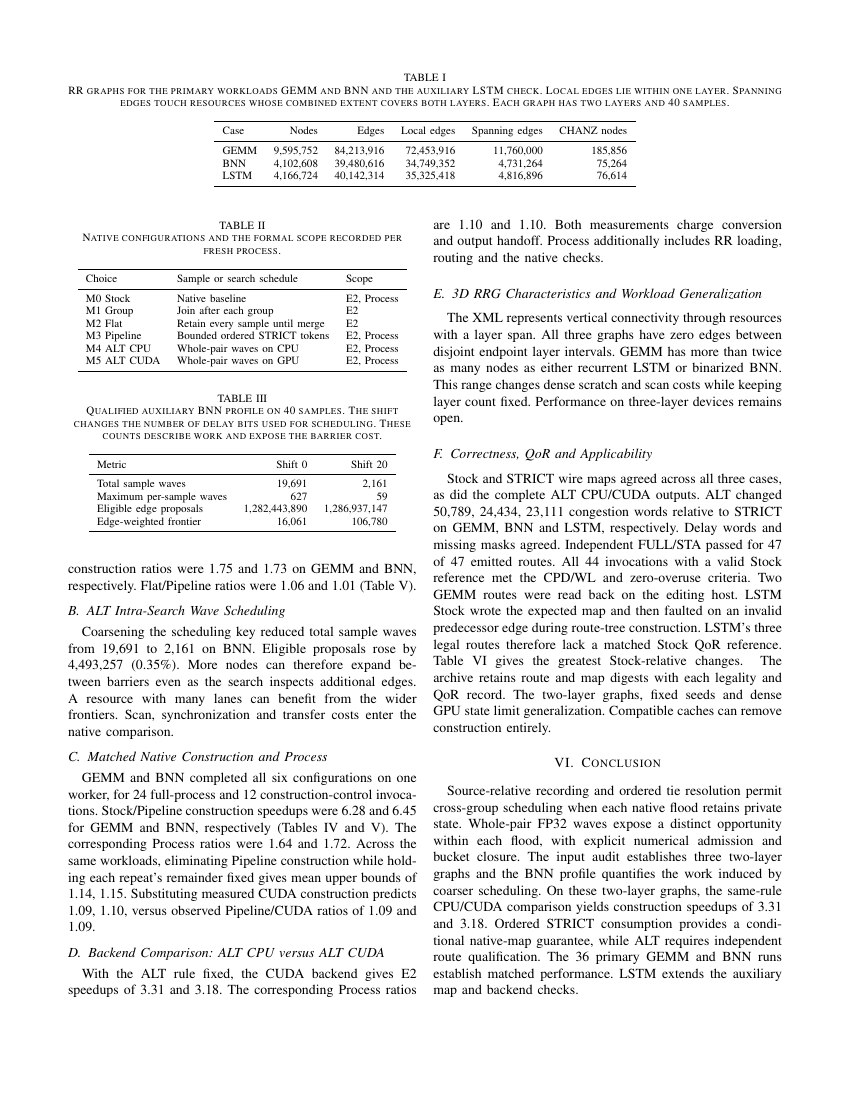 TABLE I
RR GRAPHS FOR THE PRIMARY WORKLOADS GEMM AND BNN AND THE AUXILIARY LSTM CHECK. LOCAL EDGES LIE WITHIN ONE LAYER. SPANNING
EDGES TOUCH RESOURCES WHOSE COMBINED EXTENT COVERS BOTH LAYERS. EACH GRAPH HAS TWO LAYERS AND 40 SAMPLES.
Case Nodes Edges Local edges Spanning edges CHANZ nodes
GEMM 9,595,752 84,213,916 72,453,916 11,760,000 185,856
BNN 4,102,608 39,480,616 34,749,352 4,731,264 75,264
LSTM 4,166,724 40,142,314 35,325,418 4,816,896 76,614
TABLE II
NATIVE CONFIGURATIONS AND THE FORMAL SCOPE RECORDED PER
FRESH PROCESS.
Choice Sample or search schedule Scope
M0 Stock Native baseline E2, Process
M1 Group Join after each group E2
M2 Flat Retain every sample until merge E2
M3 Pipeline Bounded ordered STRICT tokens E2, Process
M4 ALT CPU Whole-pair waves on CPU E2, Process
M5 ALT CUDA Whole-pair waves on GPU E2, Process
TABLE III
QUALIFIED AUXILIARY BNN PROFILE ON 40 SAMPLES. THE SHIFT
CHANGES THE NUMBER OF DELAY BITS USED FOR SCHEDULING. THESE
COUNTS DESCRIBE WORK AND EXPOSE THE BARRIER COST.
Metric Shift 0 Shift 20
Total sample waves 19,691 2,161
Maximum per-sample waves 627 59
Eligible edge proposals 1,282,443,890 1,286,937,147
Edge-weighted frontier 16,061 106,780
construction ratios were 1.75 and 1.73 on GEMM and BNN,
respectively. Flat/Pipeline ratios were 1.06 and 1.01 (Table V).
B. ALT Intra-Search Wave Scheduling
Coarsening the scheduling key reduced total sample waves
from 19,691 to 2,161 on BNN. Eligible proposals rose by
4,493,257 (0.35%). More nodes can therefore expand be-
tween barriers even as the search inspects additional edges.
A resource with many lanes can benefit from the wider
frontiers. Scan, synchronization and transfer costs enter the
native comparison.
C. Matched Native Construction and Process
GEMM and BNN completed all six configurations on one
worker, for 24 full-process and 12 construction-control invoca-
tions. Stock/Pipeline construction speedups were 6.28 and 6.45
for GEMM and BNN, respectively (Tables IV and V). The
corresponding Process ratios were 1.64 and 1.72. Across the
same workloads, eliminating Pipeline construction while hold-
ing each repeat's remainder fixed gives mean upper bounds of
1.14, 1.15. Substituting measured CUDA construction predicts
1.09, 1.10, versus observed Pipeline/CUDA ratios of 1.09 and
1.09.
D. Backend Comparison: ALT CPU versus ALT CUDA
With the ALT rule fixed, the CUDA backend gives E2
speedups of 3.31 and 3.18. The corresponding Process ratios
are 1.10 and 1.10. Both measurements charge conversion
and output handoff. Process additionally includes RR loading,
routing and the native checks.
E. 3D RRG Characteristics and Workload Generalization
The XML represents vertical connectivity through resources
with a layer span. All three graphs have zero edges between
disjoint endpoint layer intervals. GEMM has more than twice
as many nodes as either recurrent LSTM or binarized BNN.
This range changes dense scratch and scan costs while keeping
layer count fixed. Performance on three-layer devices remains
open.
F. Correctness, QoR and Applicability
Stock and STRICT wire maps agreed across all three cases,
as did the complete ALT CPU/CUDA outputs. ALT changed
50,789, 24,434, 23,111 congestion words relative to STRICT
on GEMM, BNN and LSTM, respectively. Delay words and
missing masks agreed. Independent FULL/STA passed for 47
of 47 emitted routes. All 44 invocations with a valid Stock
reference met the CPD/WL and zero-overuse criteria. Two
GEMM routes were read back on the editing host. LSTM
Stock wrote the expected map and then faulted on an invalid
predecessor edge during route-tree construction. LSTM's three
legal routes therefore lack a matched Stock QoR reference.
Table VI gives the greatest Stock-relative changes. The
archive retains route and map digests with each legality and
QoR record. The two-layer graphs, fixed seeds and dense
GPU state limit generalization. Compatible caches can remove
construction entirely.
VI. CONCLUSION
Source-relative recording and ordered tie resolution permit
cross-group scheduling when each native flood retains private
state. Whole-pair FP32 waves expose a distinct opportunity
within each flood, with explicit numerical admission and
bucket closure. The input audit establishes three two-layer
graphs and the BNN profile quantifies the work induced by
coarser scheduling. On these two-layer graphs, the same-rule
CPU/CUDA comparison yields construction speedups of 3.31
and 3.18. Ordered STRICT consumption provides a condi-
tional native-map guarantee, while ALT requires independent
route qualification. The 36 primary GEMM and BNN runs
establish matched performance. LSTM extends the auxiliary
map and backend checks.